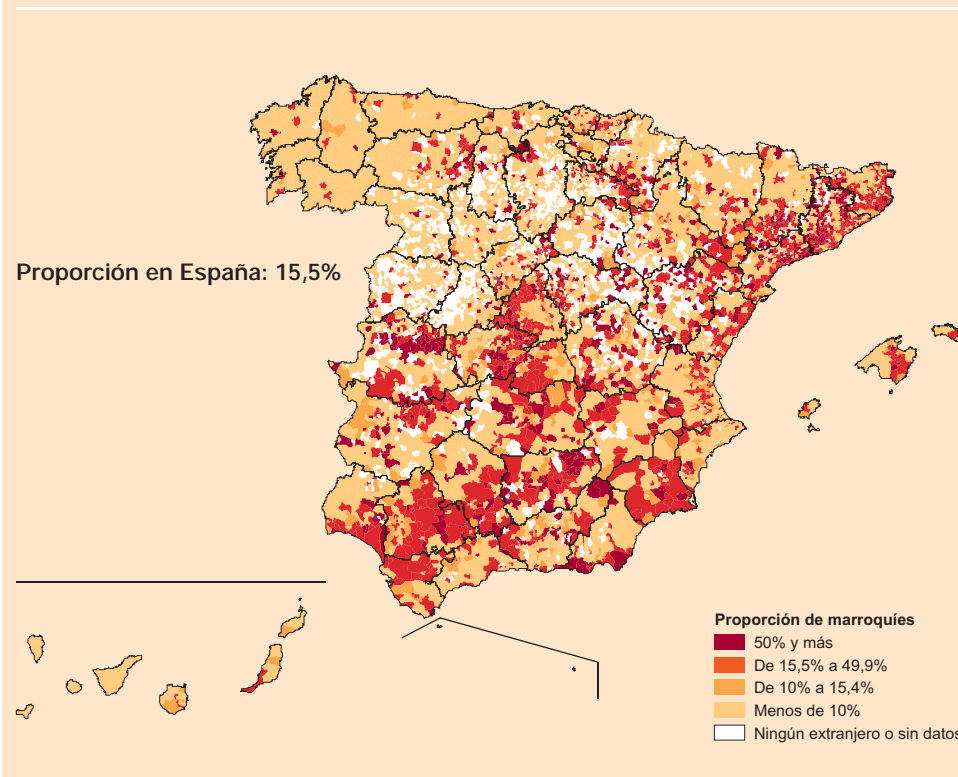 Proporción en España: 15,5%
Proporción de marroquíes
50% y más
De 15,5% a 49,9%
De 10% a 15,4%
Menos de 10%
Ningún extranjero o sin datos